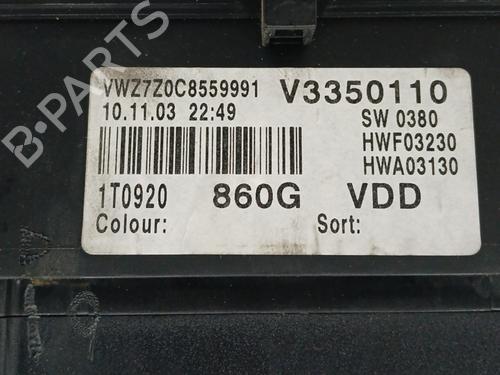 VWZ7Z0C8559991 V3350110
10.11.03 22:49 SW 0380
HWF03230
HWA03130
1T0920 860G VDD
Colour: Sort:
B-PARTS